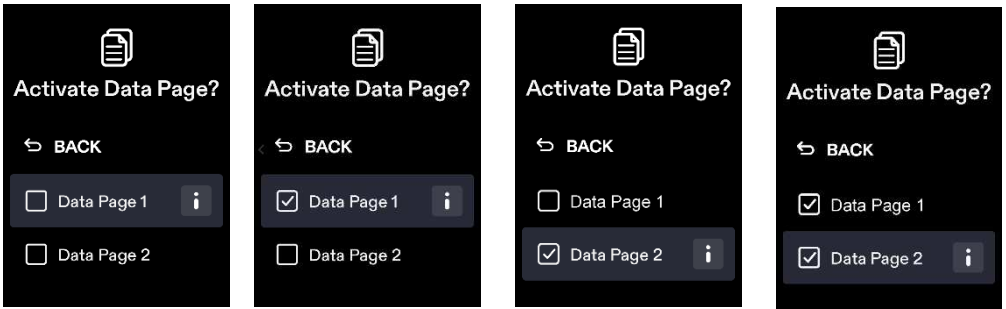 Activate Data Page?
BACK
Data Page 1 i
Data Page 2
Activate Data Page?
BACK
Data Page 1 i
Data Page 2
Activate Data Page?
BACK
Data Page 1
Data Page 2 i
Activate Data Page?
BACK
Data Page 1
Data Page 2 i